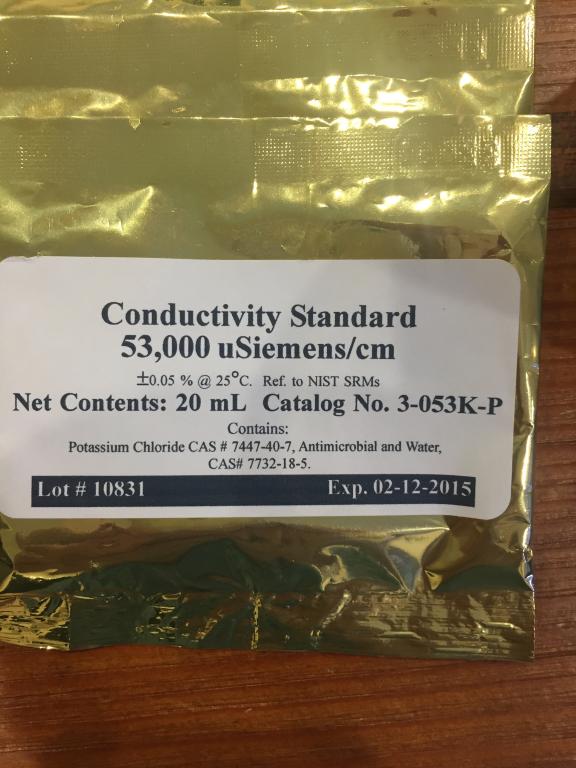 Conductivity Standard
53,000 uSiemens/cm
±0.05 % @ 25°C. Ref. to NIST SRMs
Net Contents: 20 mL Catalog No. 3-053K-P
Contains:
Potassium Chloride CAS # 7447-40-7, Antimicrobial and Water,
CAS# 7732-18-5.
Lot # 10831 Exp. 02-12-2015